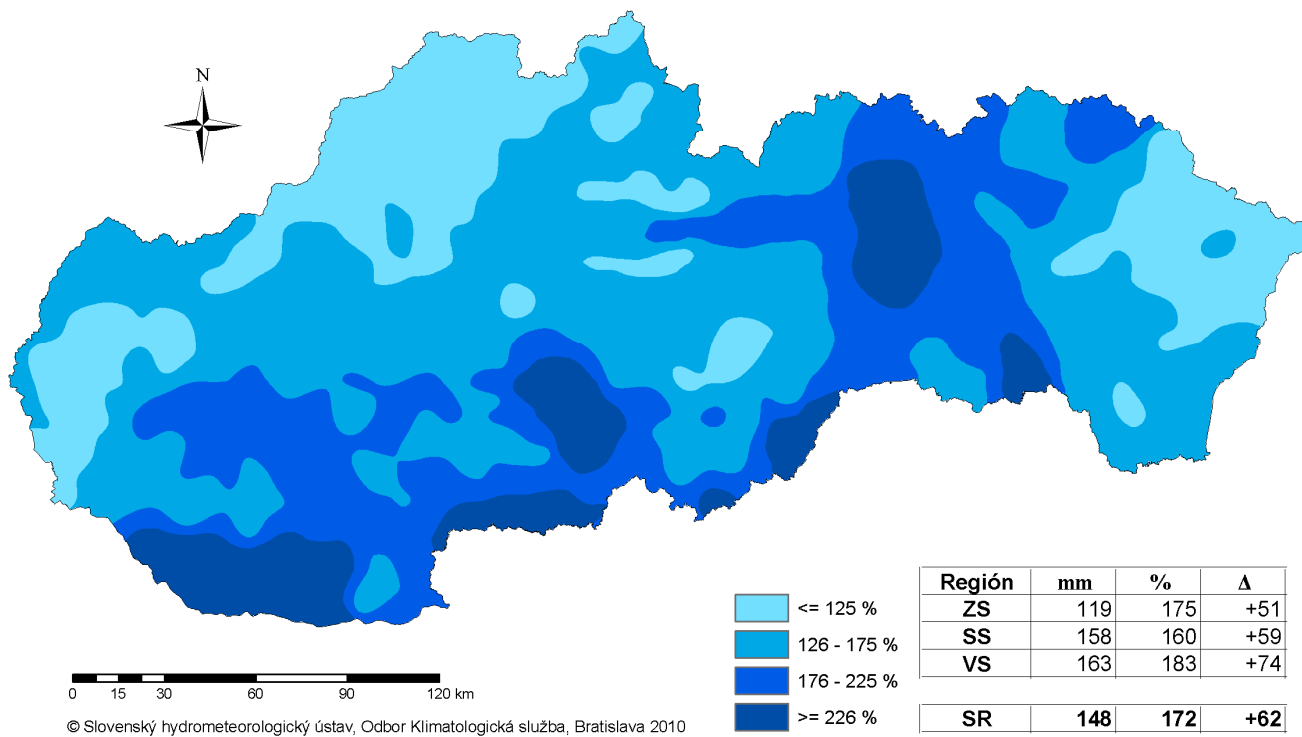 N
<= 125 %
126 - 175 %
176 - 225 %
>= 226 %
Región mm % Δ
ZS 119 175 +51
SS 158 160 +59
VS 163 183 +74
SR 148 172 +62
0 15 30 60 90 120 km
© Slovenský hydrometeorologický ústav, Odbor Klimatologická služba, Bratislava 2010